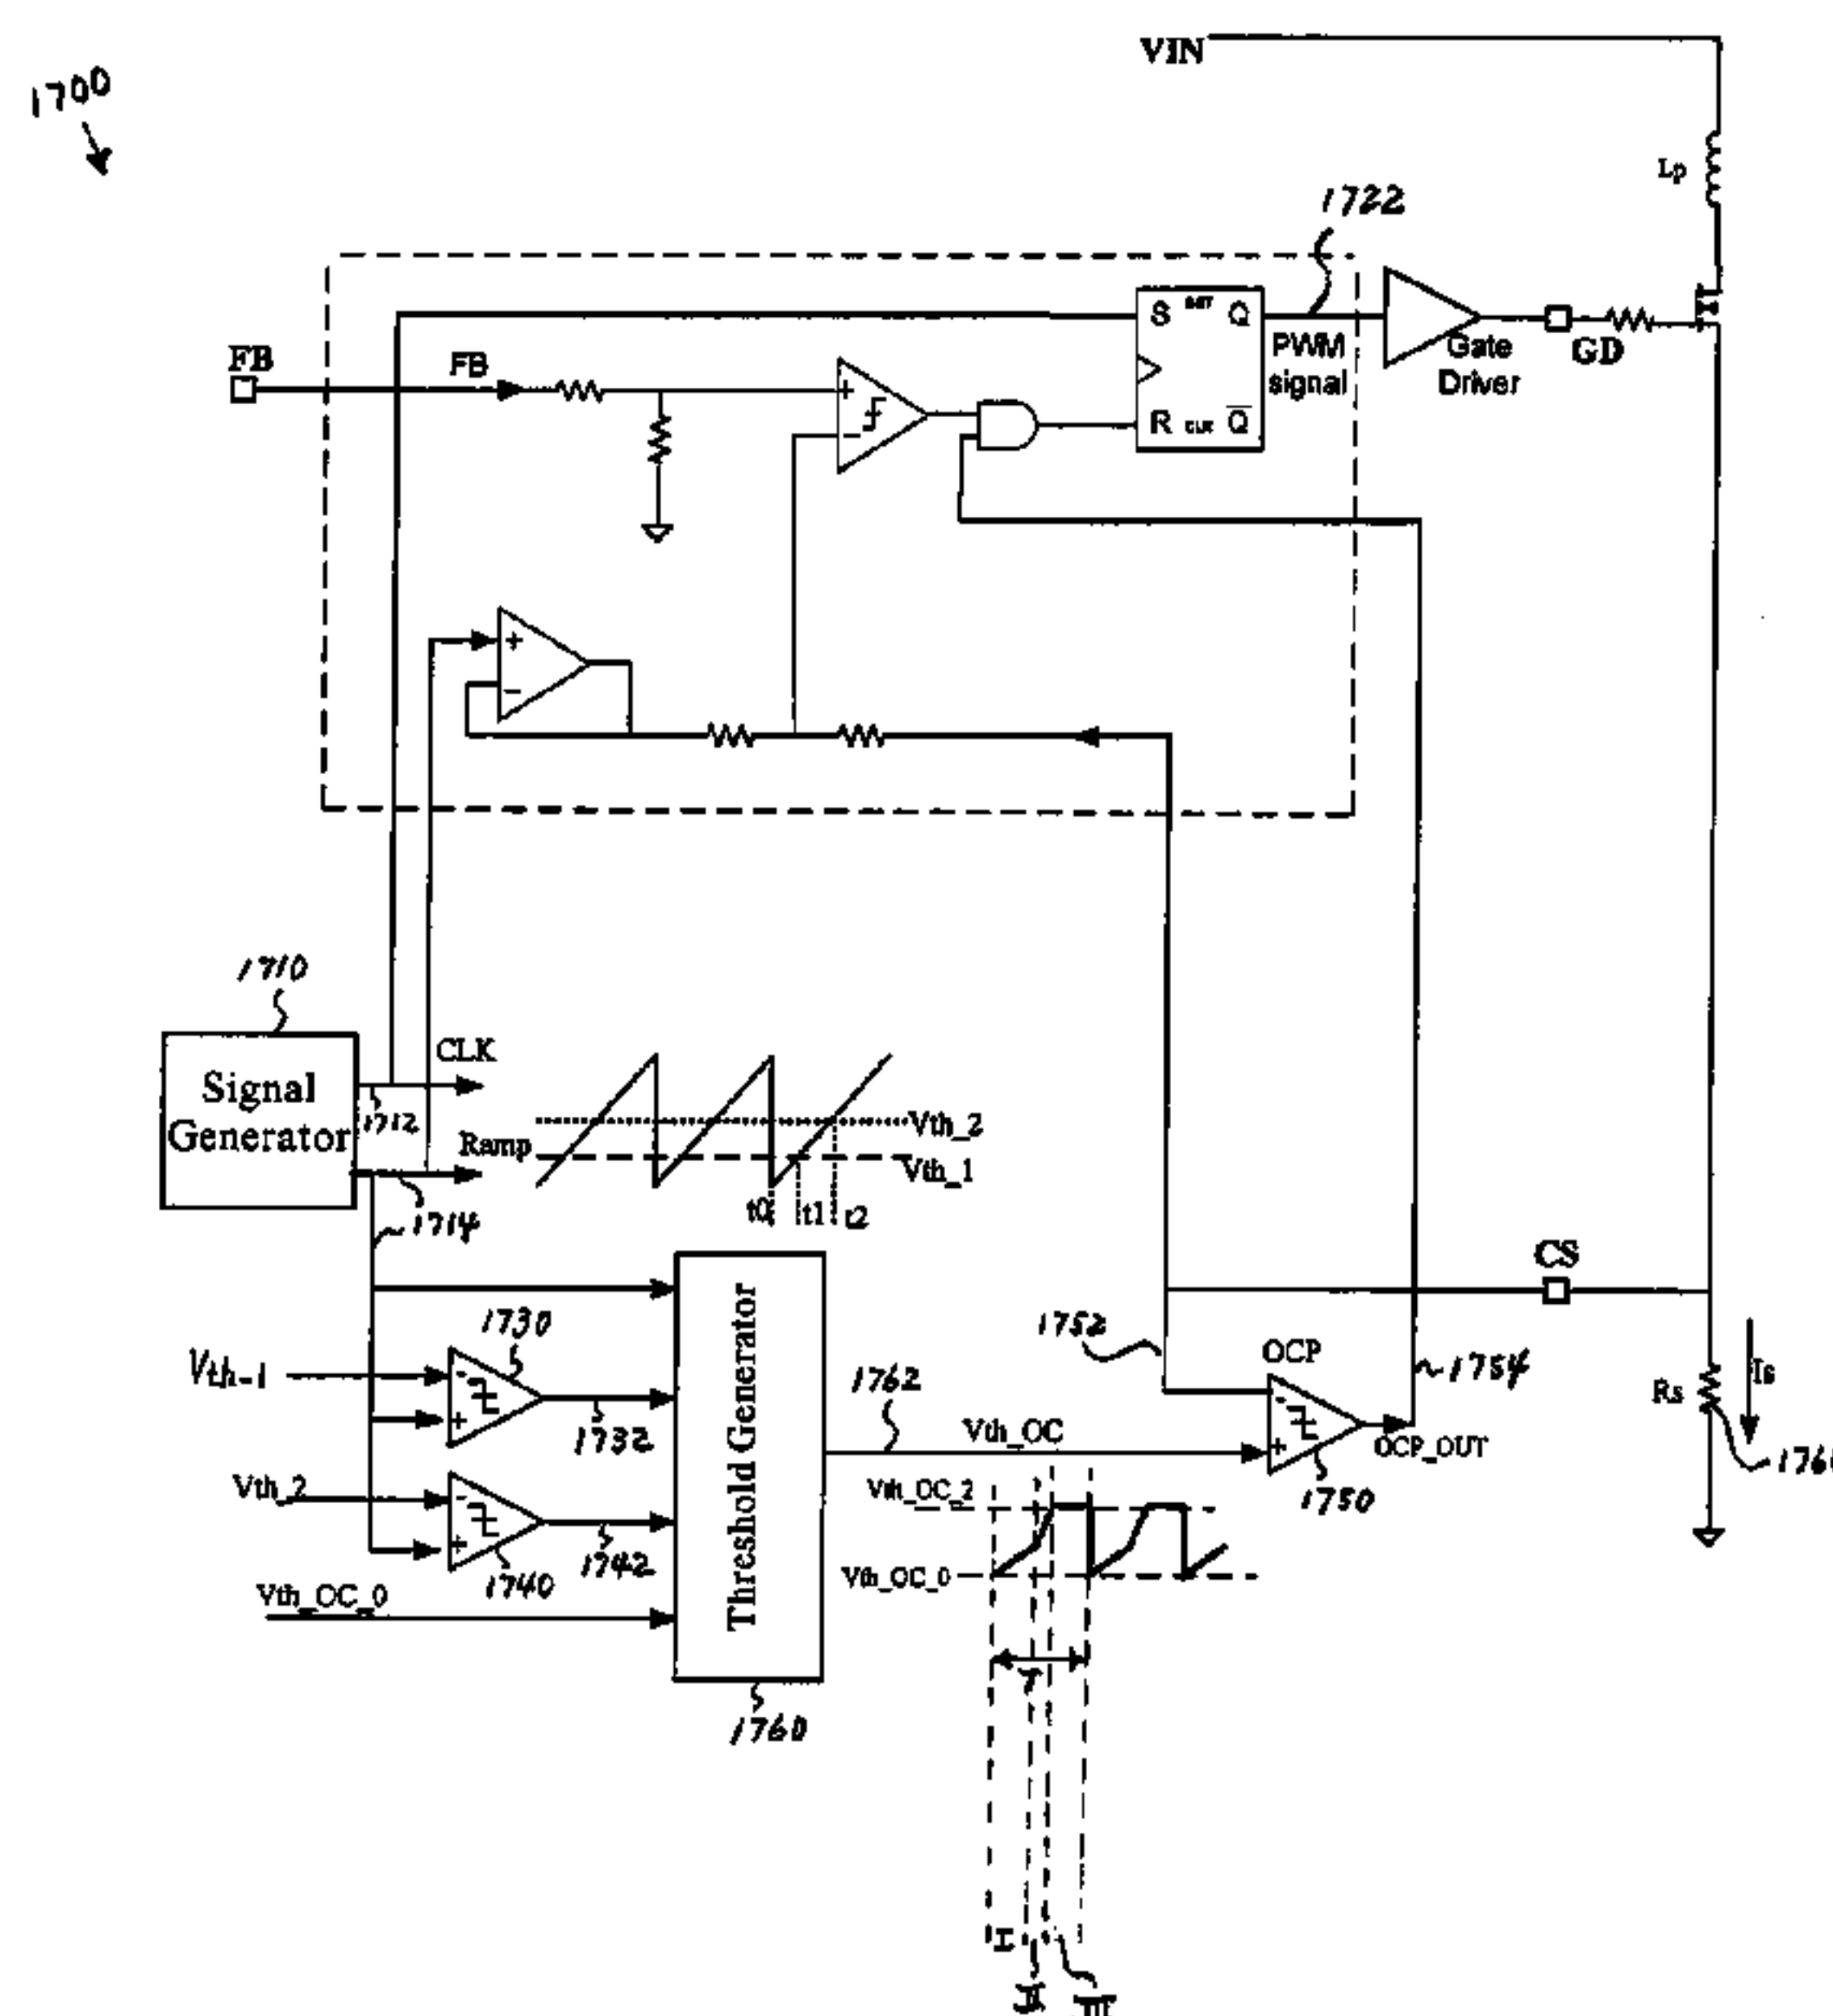 1700
VIN
Lp
1722
S SET Q
PWM
signal
Gate
Driver
GD
FB
FB
R CLR Q
1710
Signal
Generator
CLK
1712
Ramp
Vth_2
Vth_1
t0
t1
t2
1714
CS
1730
Vth-1
1732
Threshold Generator
1752
OCP
1754
Rs
Is
1762
Vth_OC
OCP_OUT
Vth_2
1740
1742
Vth_OC_2
1750
Vth_OC_0
Vth_OC_0
T
1760
I
II
III